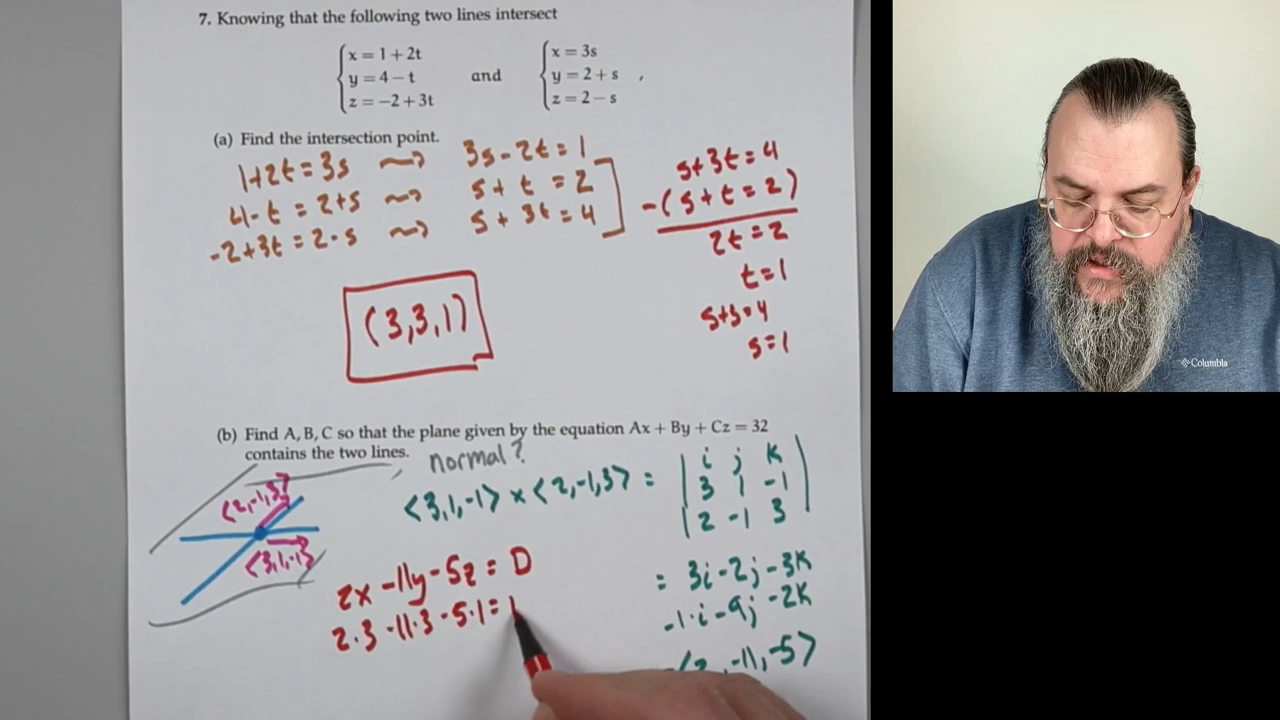 7. Knowing that the following two lines intersect
x = 1 + 2t
y = 4 − t
z = −2 + 3t
and
x = 3s
y = 2 + s
z = 2 − s
,
(a) Find the intersection point.
1+2t = 3s ⇝ 3s - 2t = 1
4 - t = 2+s ⇝ s + t = 2
-2+3t = 2-s ⇝ s + 3t = 4
s+3t=4
-(s+t=2)
2t=2
t=1
s+3=4
s=1
(3,3,1)
(b) Find A, B, C so that the plane given by the equation Ax + By + Cz = 32
contains the two lines.
normal?
<2,-1,3>
<3,1,-1>
<3,1,-1> × <2,-1,3> = | i j k
3 1 -1
2 -1 3 |
= 3i - 2j - 3k
-1·i - 9j - 2k
-11, -5>
2x - 11y - 5z = D
2·3 - 11·3 - 5·1 =
Columbia